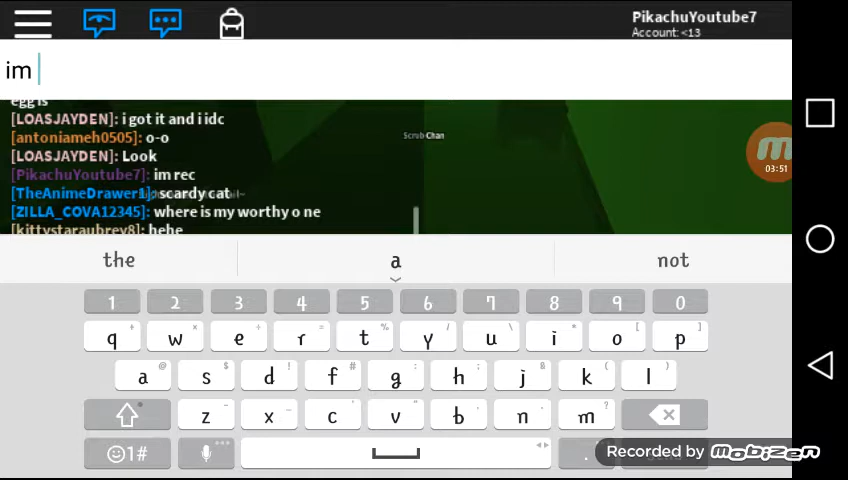 PikachuYoutube7
Account: <13
im
egg is
[LOASJAYDEN]: i got it and i idc
[antoniameh0505]: o-o
Scrub Chan
[LOASJAYDEN]: Look
[PikachuYoutube7]: im rec
[TheAnimeDrawer1]: scardy cat
[ZILLA_COVA12345]: where is my worthy o ne
[kittystaraubrey8]: hehe
03:51
the a not
1 2 3 4 5 6 7 8 9 0
q w e r t y u i o p
a s d f g h j k l
z x c v b n m
1#
Recorded by mobizen